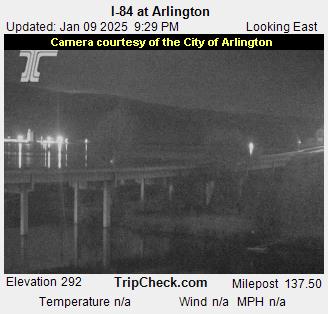 I-84 at Arlington
Updated: Jan 09 2025 9:29 PM Looking East
Camera courtesy of the City of Arlington
Elevation 292 TripCheck.com Milepost 137.50
Temperature n/a Wind n/a MPH n/a